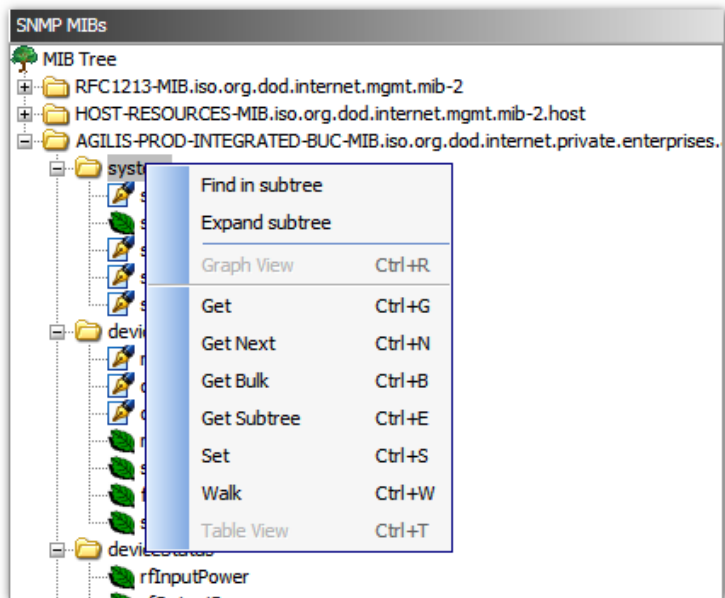 SNMP MIBs
MIB Tree
RFC1213-MIB.iso.org.dod.internet.mgmt.mib-2
HOST-RESOURCES-MIB.iso.org.dod.internet.mgmt.mib-2.host
AGILIS-PROD-INTEGRATED-BUC-MIB.iso.org.dod.internet.private.enterprises.
Find in subtree
Expand subtree
Graph View Ctrl+R
Get Ctrl+G
Get Next Ctrl+N
Get Bulk Ctrl+B
Get Subtree Ctrl+E
Set Ctrl+S
Walk Ctrl+W
Table View Ctrl+T
rfInputPower